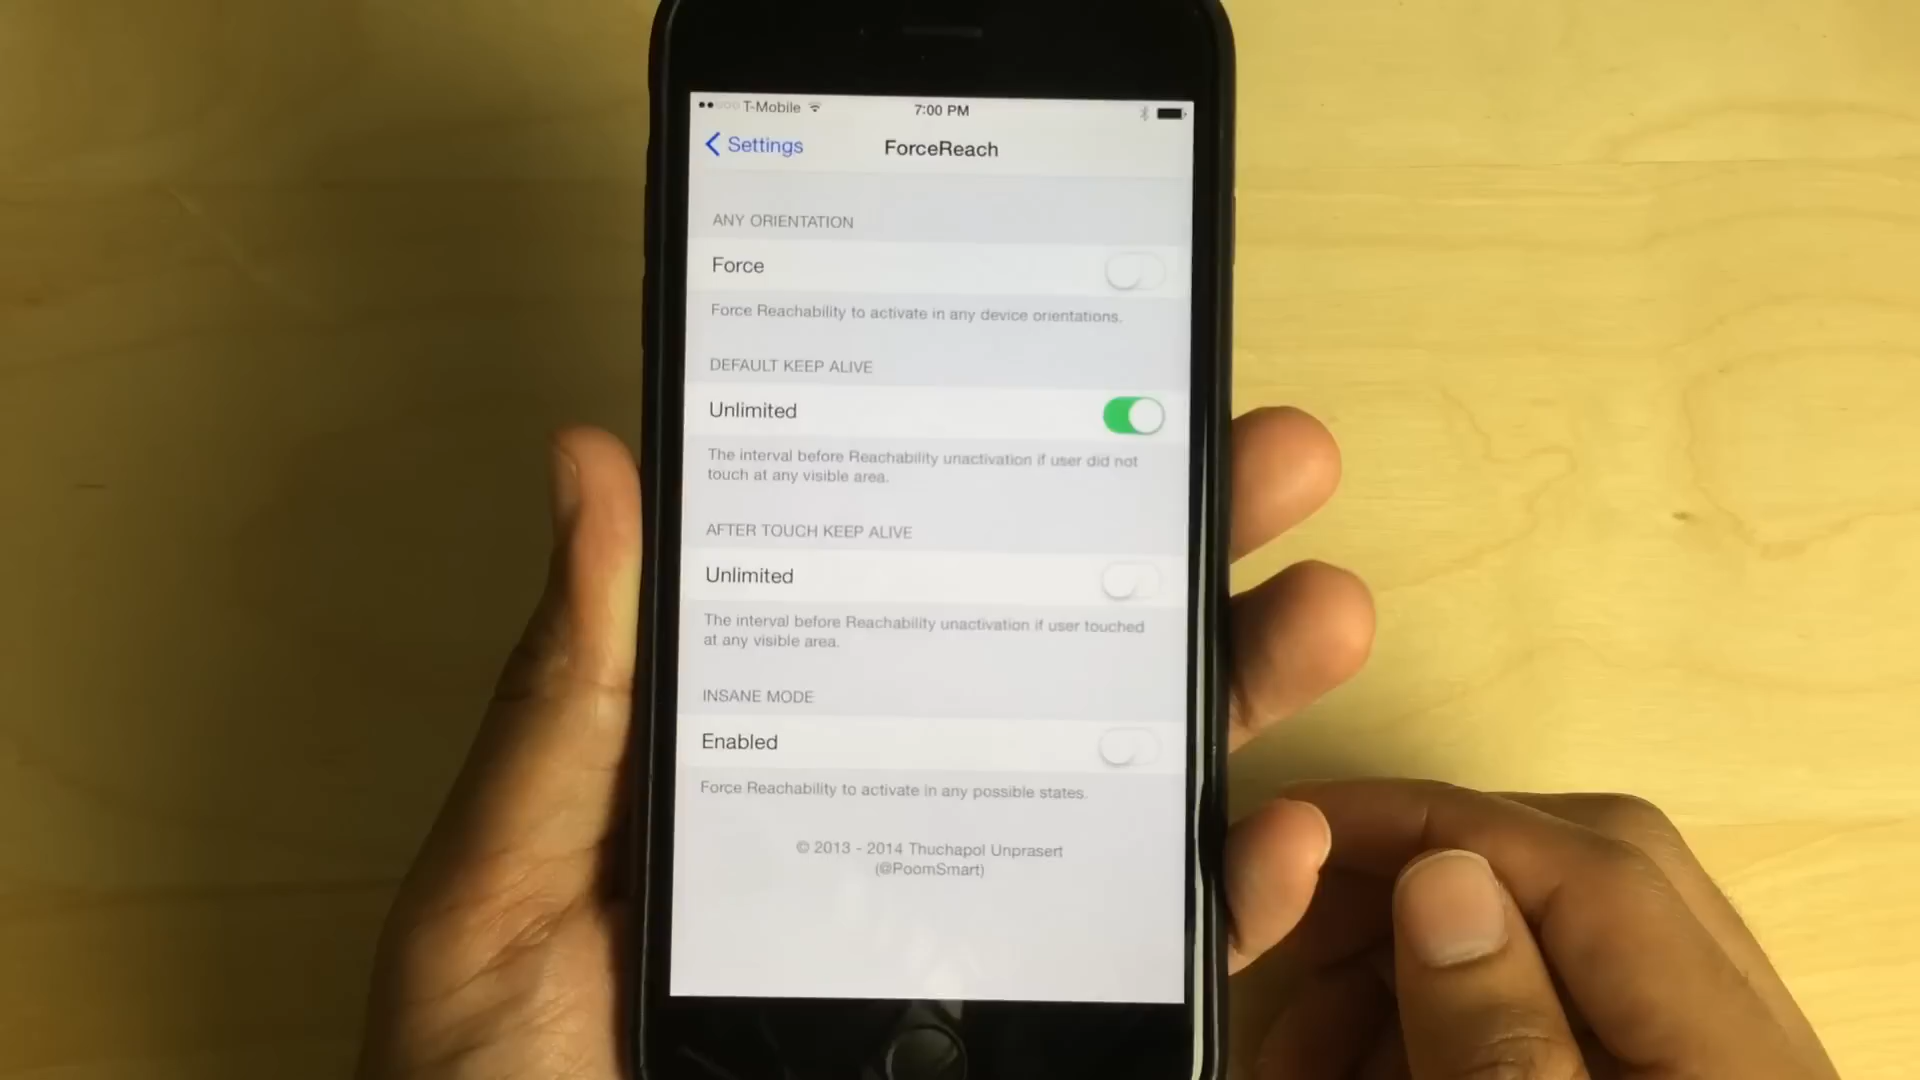 T-Mobile 7:00 PM
Settings ForceReach
ANY ORIENTATION
Force
Force Reachability to activate in any device orientations.
DEFAULT KEEP ALIVE
Unlimited
The interval before Reachability unactivation if user did not
touch at any visible area.
AFTER TOUCH KEEP ALIVE
Unlimited
The interval before Reachability unactivation if user touched
at any visible area.
INSANE MODE
Enabled
Force Reachability to activate in any possible states.
© 2013 - 2014 Thuchapol Unprasert
(@PoomSmart)